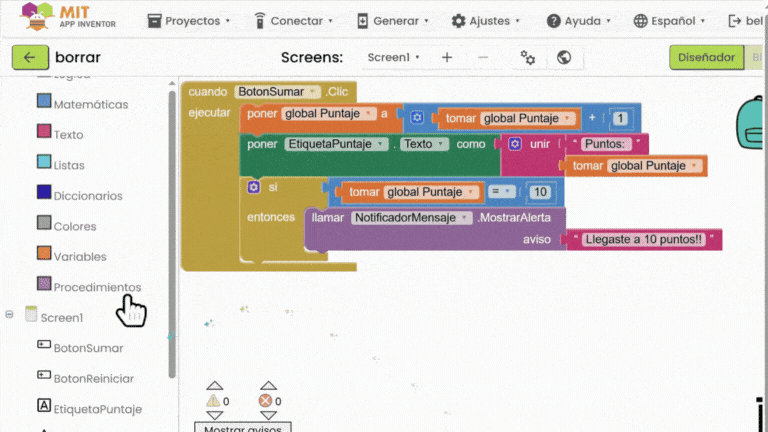 MIT
APP INVENTOR
Proyectos
Conectar
Generar
Ajustes
Ayuda
Español
bel
borrar
Screens:
Screen1
Diseñador
Lógica
Matemáticas
Texto
Listas
Diccionarios
Colores
Variables
Procedimientos
Screen1
BotonSumar
BotonReiniciar
EtiquetaPuntaje
cuando BotonSumar .Clic
ejecutar poner global Puntaje a tomar global Puntaje + 1
poner EtiquetaPuntaje . Texto como unir " Puntos: "
tomar global Puntaje
si tomar global Puntaje = 10
entonces llamar NotificadorMensaje .MostrarAlerta
aviso " Llegaste a 10 puntos!! "
0 0
Mostrar avisos